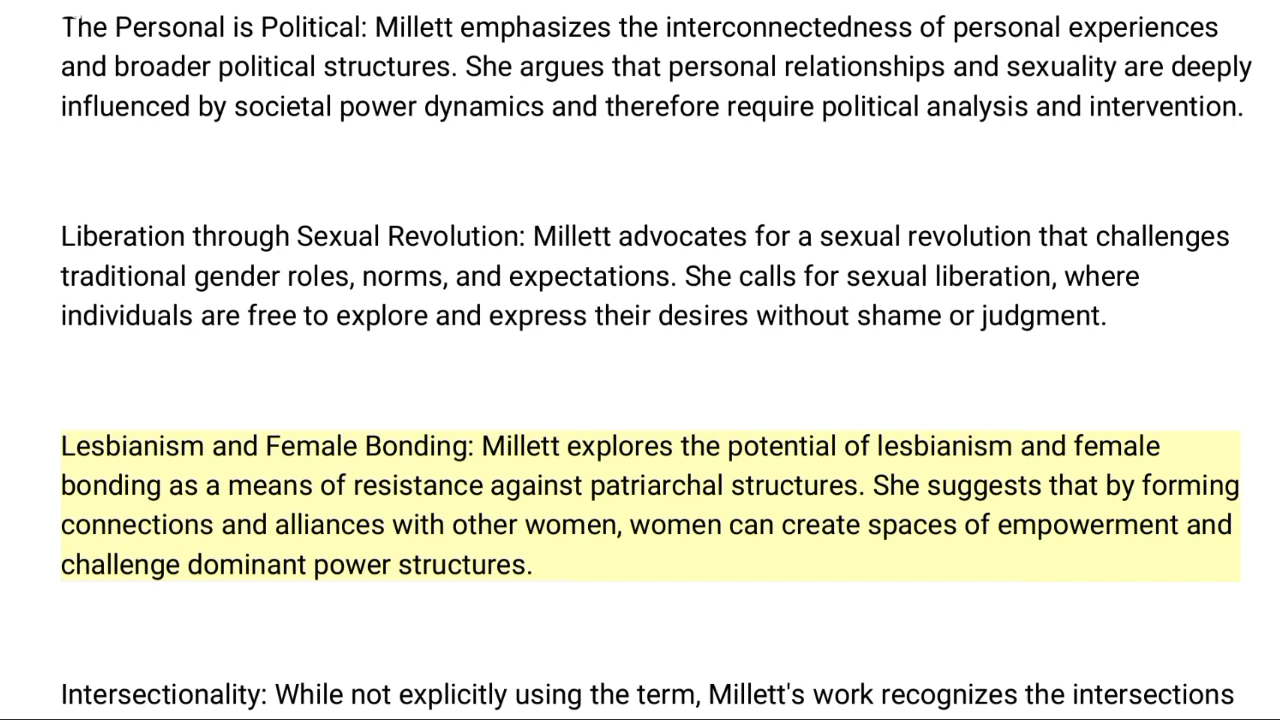 The Personal is Political: Millett emphasizes the interconnectedness of personal experiences
and broader political structures. She argues that personal relationships and sexuality are deeply
influenced by societal power dynamics and therefore require political analysis and intervention.
Liberation through Sexual Revolution: Millett advocates for a sexual revolution that challenges
traditional gender roles, norms, and expectations. She calls for sexual liberation, where
individuals are free to explore and express their desires without shame or judgment.
Lesbianism and Female Bonding: Millett explores the potential of lesbianism and female
bonding as a means of resistance against patriarchal structures. She suggests that by forming
connections and alliances with other women, women can create spaces of empowerment and
challenge dominant power structures.
Intersectionality: While not explicitly using the term, Millett's work recognizes the intersections